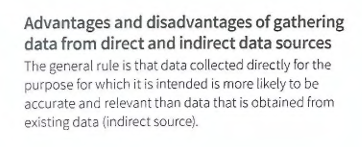 Advantages and disadvantages of gathering
data from direct and indirect data sources
The general rule is that data collected directly for the
purpose for which it is intended is more likely to be
accurate and relevant than data that is obtained from
existing data (indirect source).